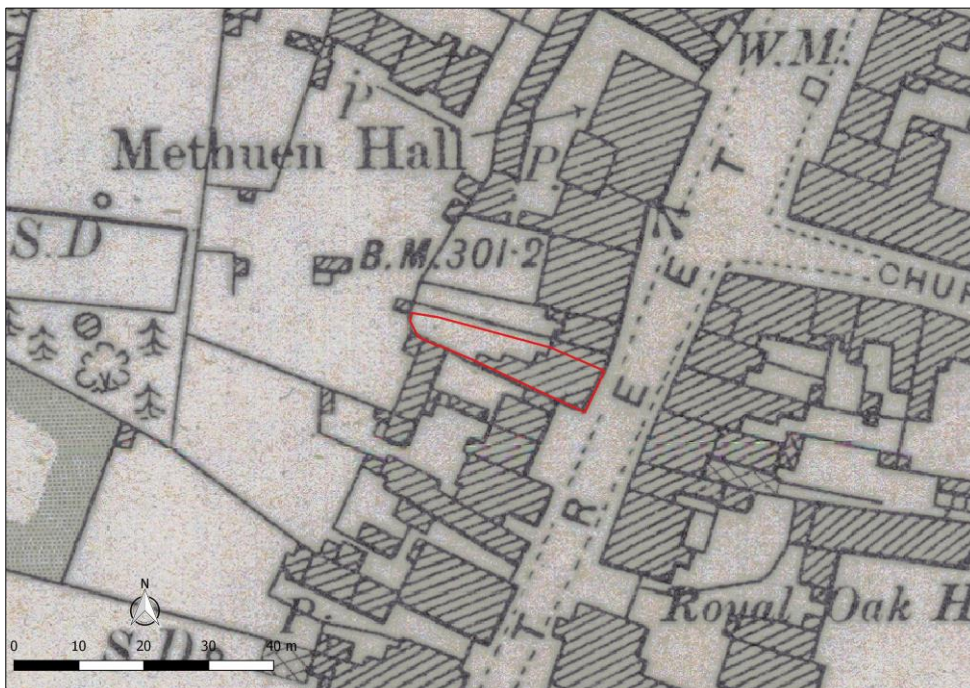 W.M.
P.
Methuen Hall
P.
S.D
B.M.301·2
CHUR
S T R E E T
Royal Oak H
P.
N
0 10 20 30 40 m
S.D.